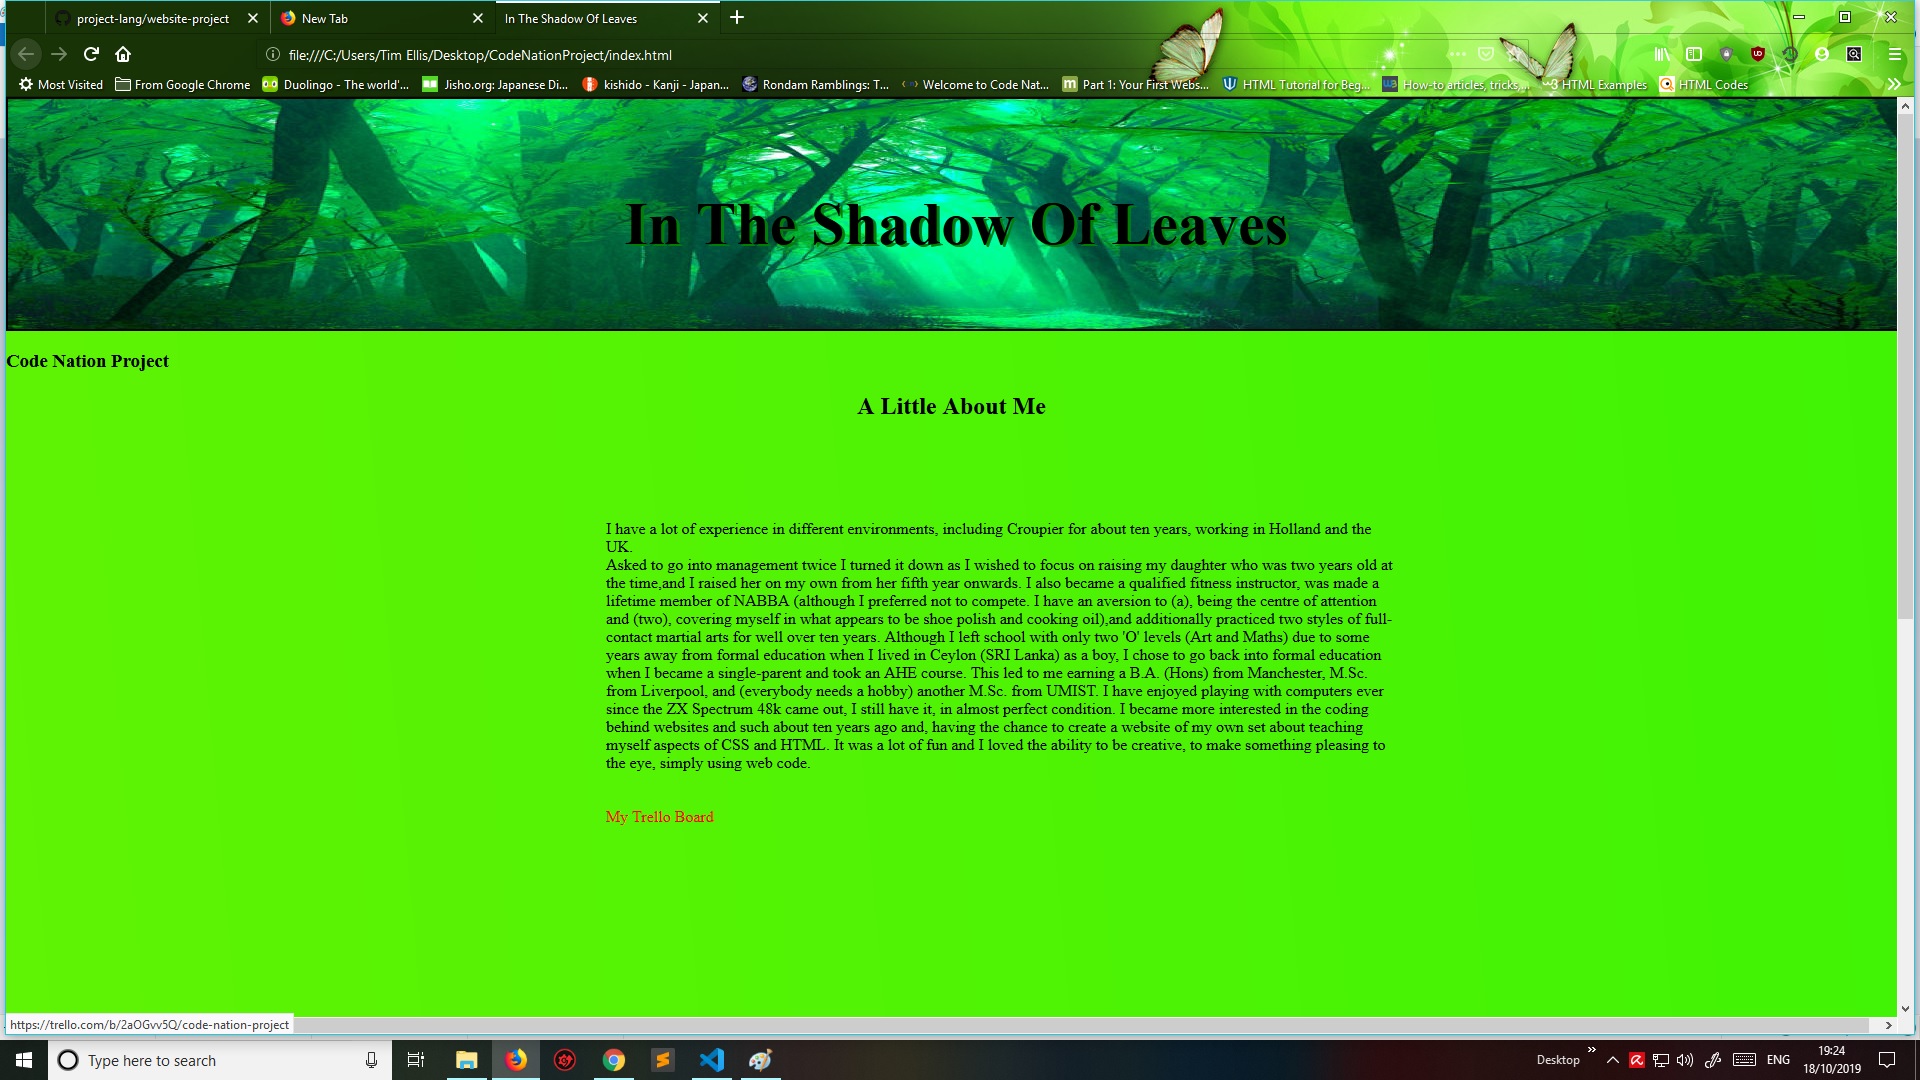 project-lang/website-project
New Tab
In The Shadow Of Leaves
file:///C:/Users/Tim Ellis/Desktop/CodeNationProject/index.html
Most Visited
From Google Chrome
Duolingo - The world'...
Jisho.org: Japanese Di...
kishido - Kanji - Japan...
Rondam Ramblings: T...
Welcome to Code Nat...
Part 1: Your First Webs...
HTML Tutorial for Beg...
How-to articles, tricks,...
HTML Examples
HTML Codes
In The Shadow Of Leaves
Code Nation Project
A Little About Me
I have a lot of experience in different environments, including Croupier for about ten years, working in Holland and the
UK.
Asked to go into management twice I turned it down as I wished to focus on raising my daughter who was two years old at
the time,and I raised her on my own from her fifth year onwards. I also became a qualified fitness instructor, was made a
lifetime member of NABBA (although I preferred not to compete. I have an aversion to (a), being the centre of attention
and (two), covering myself in what appears to be shoe polish and cooking oil),and additionally practiced two styles of full-
contact martial arts for well over ten years. Although I left school with only two 'O' levels (Art and Maths) due to some
years away from formal education when I lived in Ceylon (SRI Lanka) as a boy, I chose to go back into formal education
when I became a single-parent and took an AHE course. This led to me earning a B.A. (Hons) from Manchester, M.Sc.
from Liverpool, and (everybody needs a hobby) another M.Sc. from UMIST. I have enjoyed playing with computers ever
since the ZX Spectrum 48k came out, I still have it, in almost perfect condition. I became more interested in the coding
behind websites and such about ten years ago and, having the chance to create a website of my own set about teaching
myself aspects of CSS and HTML. It was a lot of fun and I loved the ability to be creative, to make something pleasing to
the eye, simply using web code.
My Trello Board
https://trello.com/b/2aOGvv5Q/code-nation-project
Type here to search
Desktop
ENG
19:24
18/10/2019